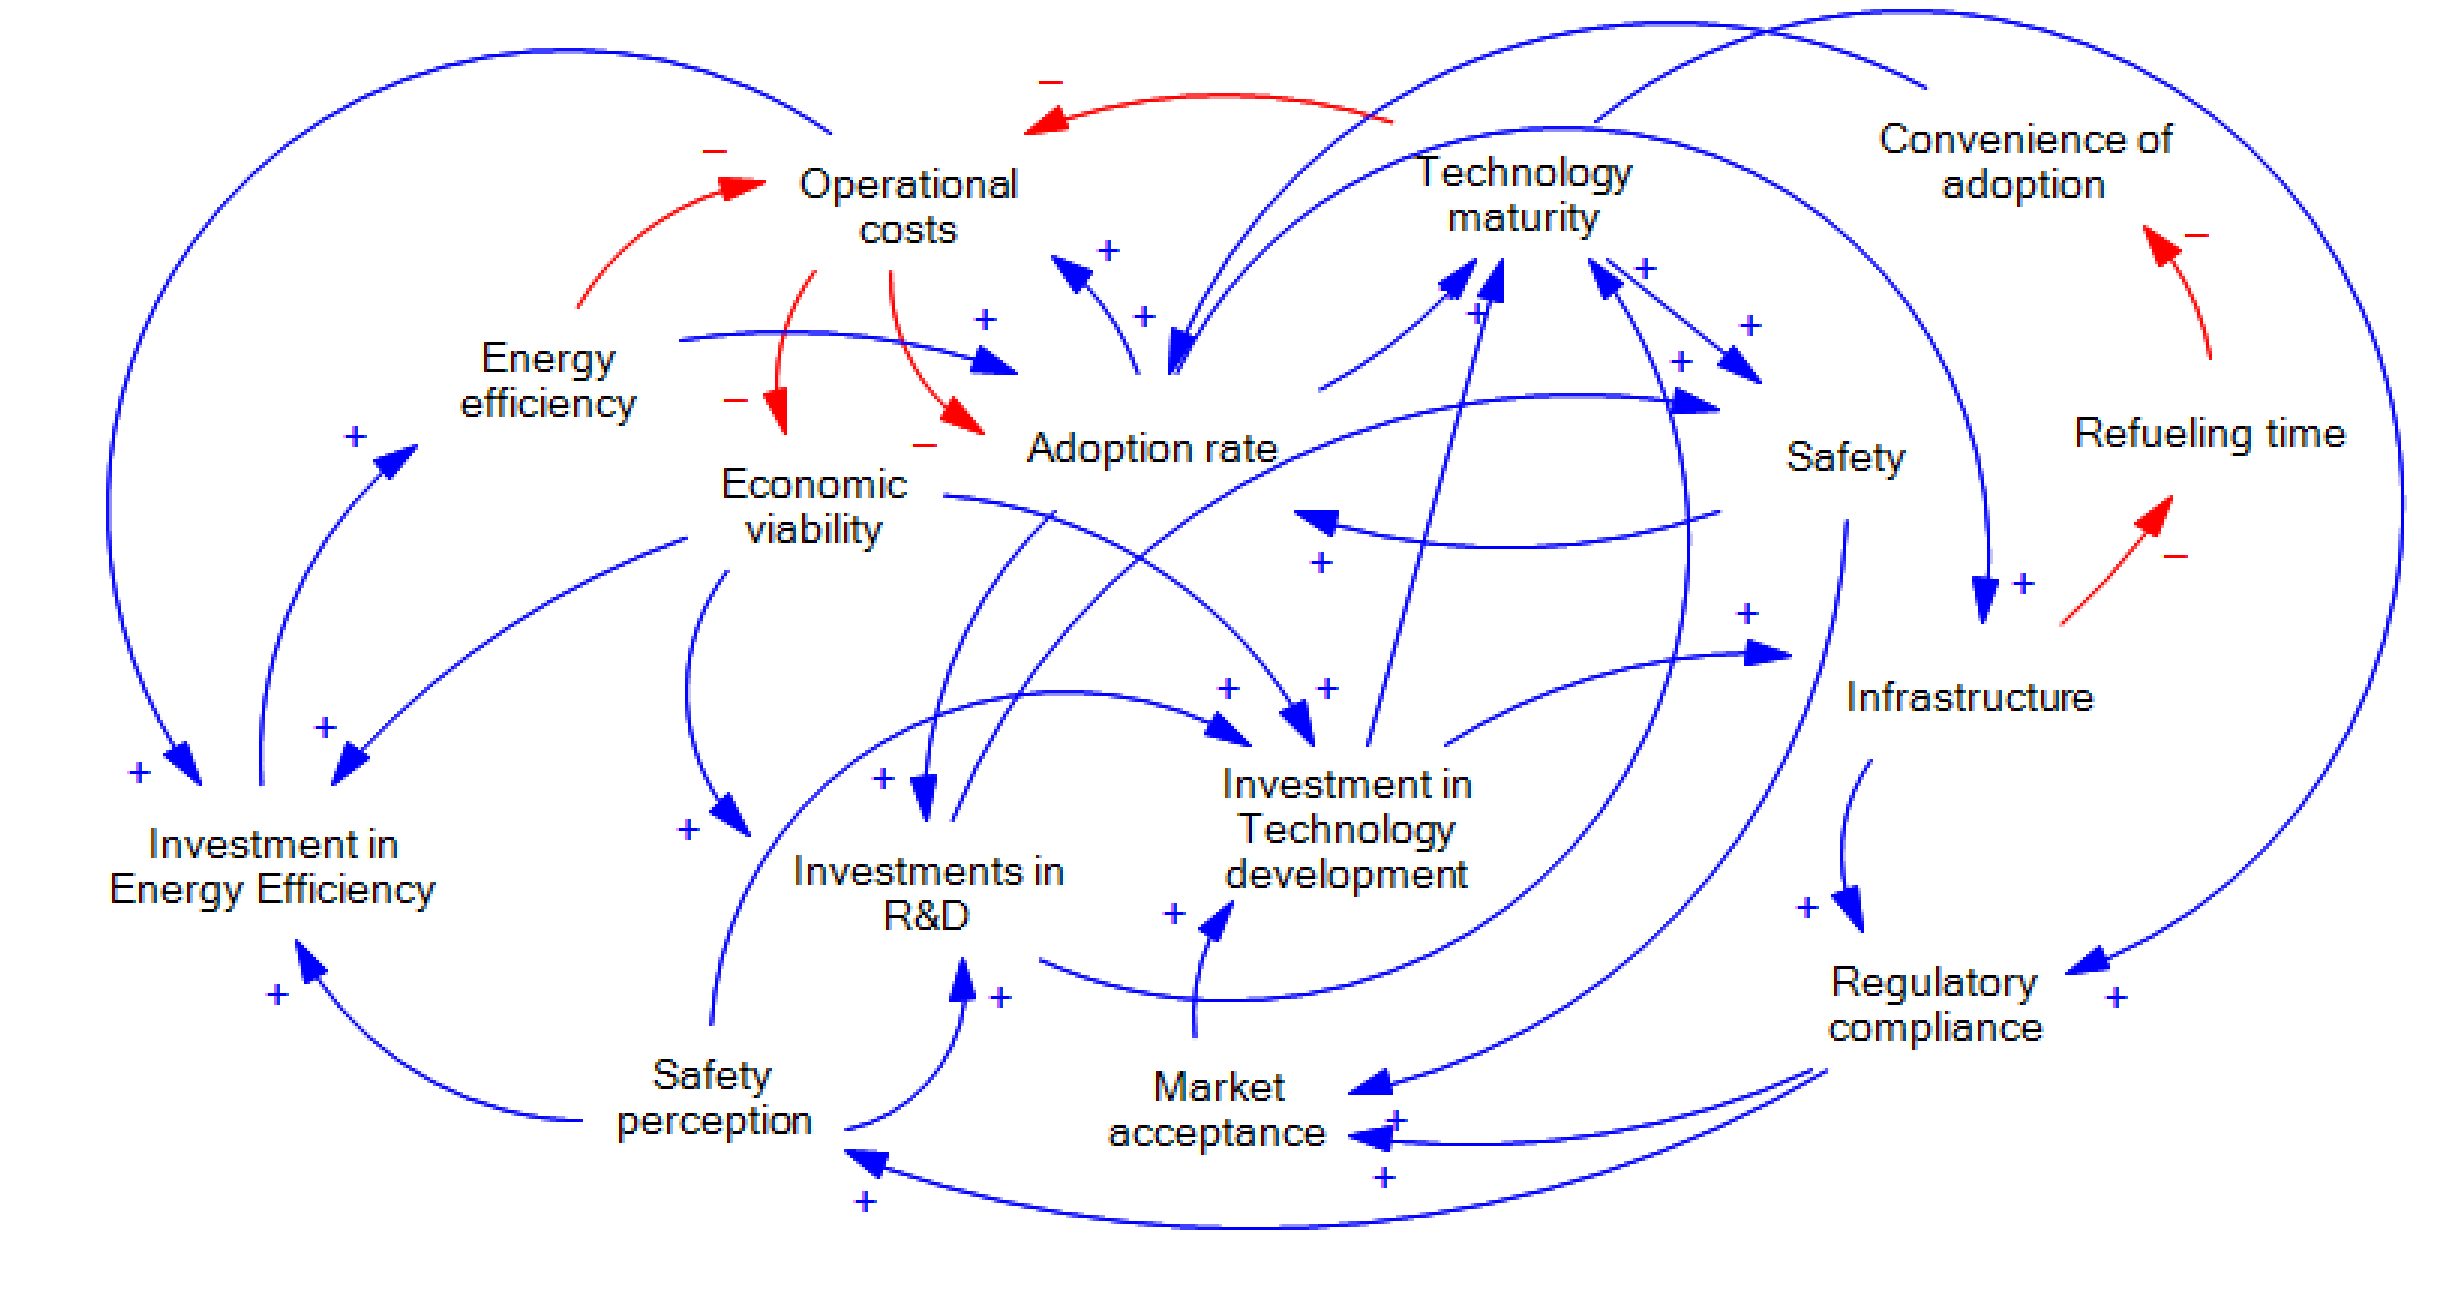 Operational
costs
Technology
maturity
Convenience of
adoption
Energy
efficiency
Adoption rate
Economic
viability
Safety
Refueling time
Infrastructure
Investment in
Energy Efficiency
Investments in
R&D
Investment in
Technology
development
Regulatory
compliance
Safety
perception
Market
acceptance